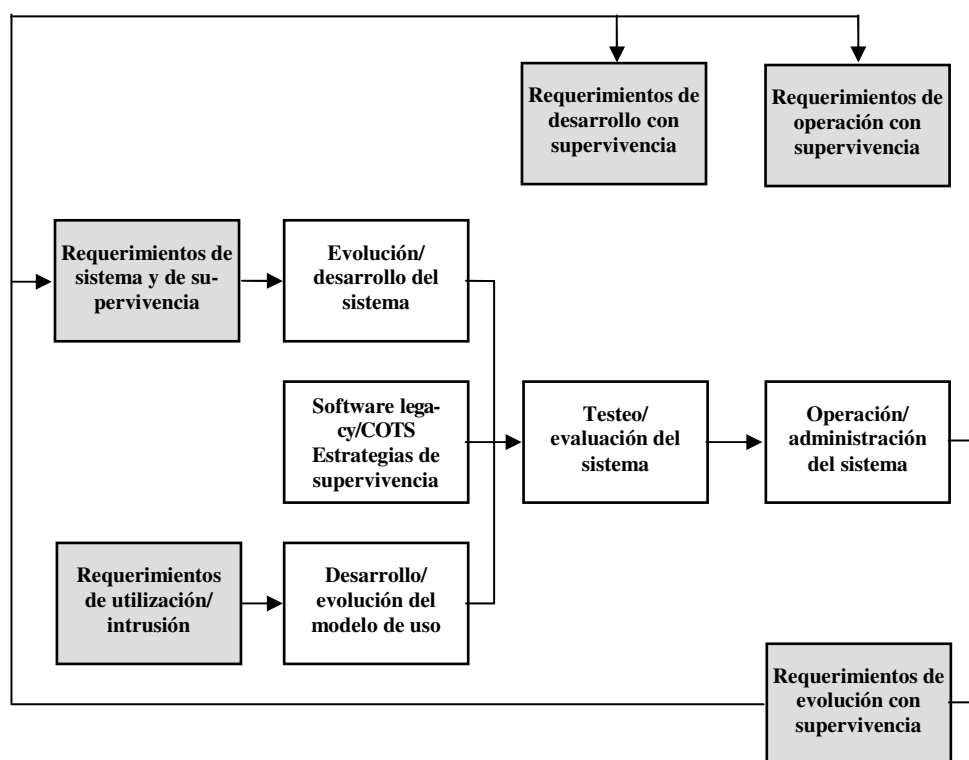 Requerimientos de
desarrollo con
supervivencia
Requerimientos de
operación con
supervivencia
Requerimientos de
sistema y de su-
pervivencia
Evolución/
desarrollo del
sistema
Software lega-
cy/COTS
Estrategias de
supervivencia
Testeo/
evaluación del
sistema
Operación/
administración
del sistema
Requerimientos
de utilización/
intrusión
Desarrollo/
evolución del
modelo de uso
Requerimientos de
evolución con
supervivencia